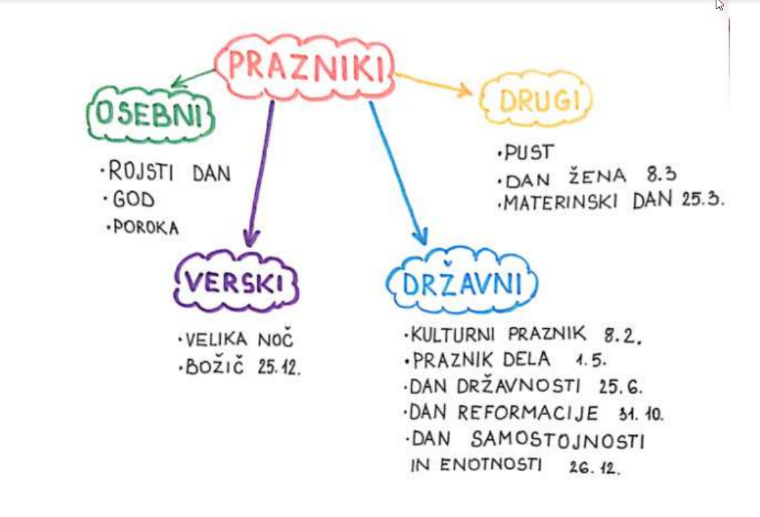 PRAZNIKI
OSEBNI
·ROJSTI DAN
·GOD
·POROKA
DRUGI
·PUST
·DAN ŽENA 8.3
·MATERINSKI DAN 25.3.
VERSKI
·VELIKA NOČ
·BOŽIČ 25.12.
DRŽAVNI
·KULTURNI PRAZNIK 8.2.
·PRAZNIK DELA 1.5.
·DAN DRŽAVNOSTI 25.6.
·DAN REFORMACIJE 31.10.
·DAN SAMOSTOJNOSTI
IN ENOTNOSTI 26.12.